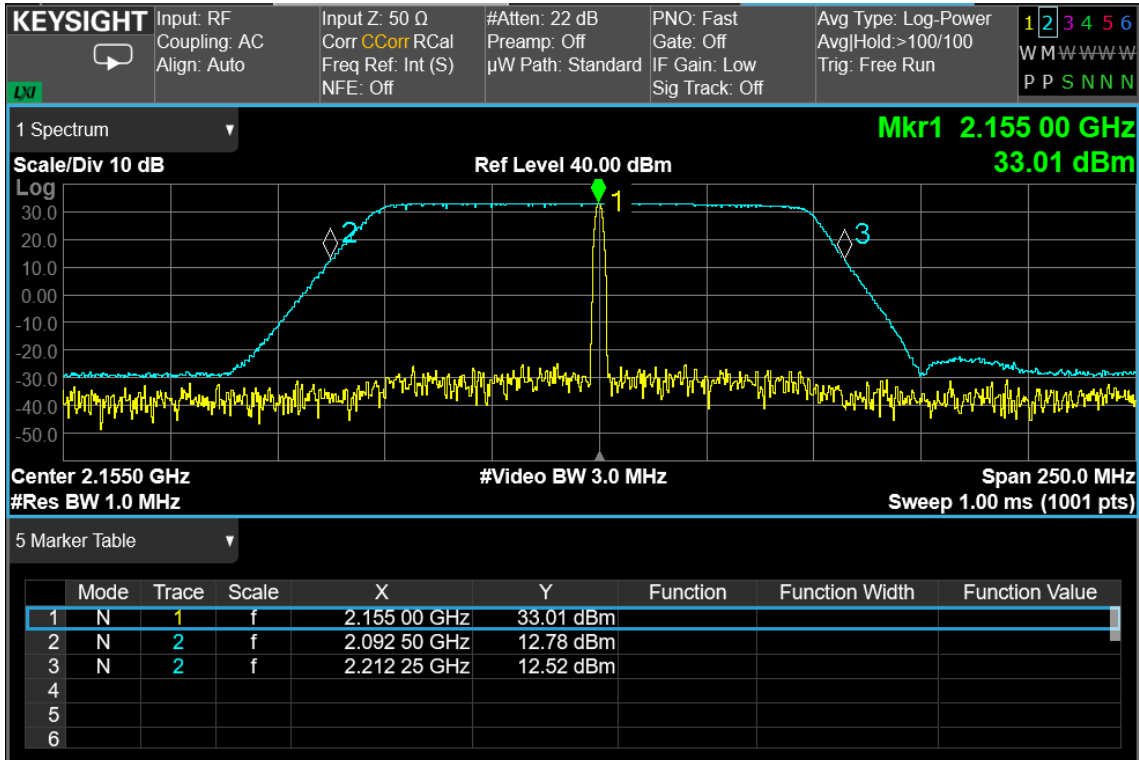 KEYSIGHT
LXI
Input: RF
Coupling: AC
Align: Auto
Input Z: 50 Ω
Corr CCorr RCal
Freq Ref: Int (S)
NFE: Off
#Atten: 22 dB
Preamp: Off
µW Path: Standard
PNO: Fast
Gate: Off
IF Gain: Low
Sig Track: Off
Avg Type: Log-Power
Avg|Hold:>100/100
Trig: Free Run
1 2 3 4 5 6
W M W W W W
P P S N N N
1 Spectrum
Mkr1 2.155 00 GHz
33.01 dBm
Scale/Div 10 dB
Ref Level 40.00 dBm
Log
30.0
20.0
10.0
0.00
-10.0
-20.0
-30.0
-40.0
-50.0
1
2
3
Center 2.1550 GHz
#Video BW 3.0 MHz
Span 250.0 MHz
#Res BW 1.0 MHz
Sweep 1.00 ms (1001 pts)
5 Marker Table
Mode Trace Scale X Y Function Function Width Function Value
1 N 1 f 2.155 00 GHz 33.01 dBm
2 N 2 f 2.092 50 GHz 12.78 dBm
3 N 2 f 2.212 25 GHz 12.52 dBm
4
5
6